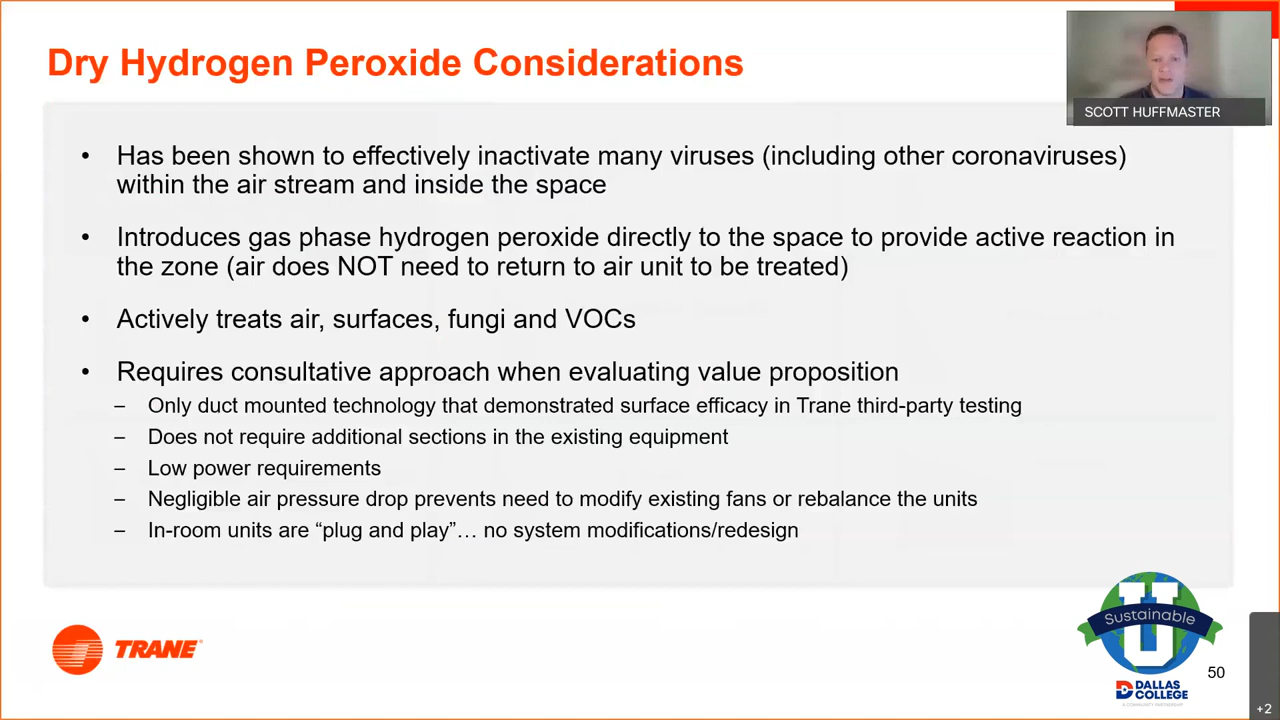 Dry Hydrogen Peroxide Considerations
SCOTT HUFFMASTER
• Has been shown to effectively inactivate many viruses (including other coronaviruses)
within the air stream and inside the space
• Introduces gas phase hydrogen peroxide directly to the space to provide active reaction in
the zone (air does NOT need to return to air unit to be treated)
• Actively treats air, surfaces, fungi and VOCs
• Requires consultative approach when evaluating value proposition
– Only duct mounted technology that demonstrated surface efficacy in Trane third-party testing
– Does not require additional sections in the existing equipment
– Low power requirements
– Negligible air pressure drop prevents need to modify existing fans or rebalance the units
– In-room units are “plug and play”… no system modifications/redesign
TRANE
U
Sustainable
DALLAS
COLLEGE
A COMMUNITY PARTNERSHIP
50
+2